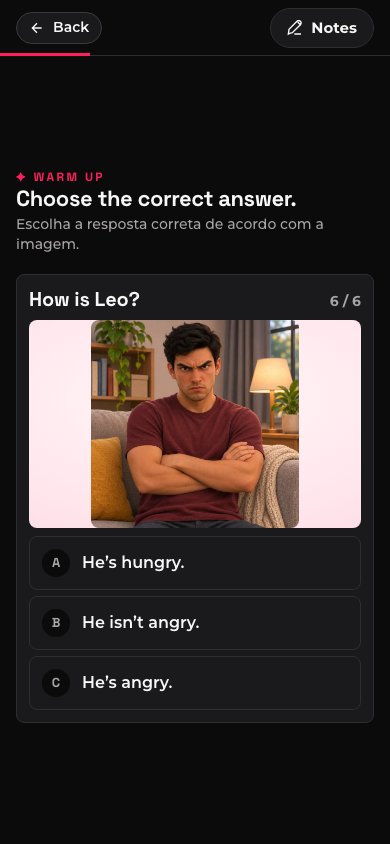 Back
Notes
WARM UP
Choose the correct answer.
Escolha a resposta correta de acordo com a
imagem.
How is Leo?
6 / 6
A He's hungry.
B He isn't angry.
C He's angry.